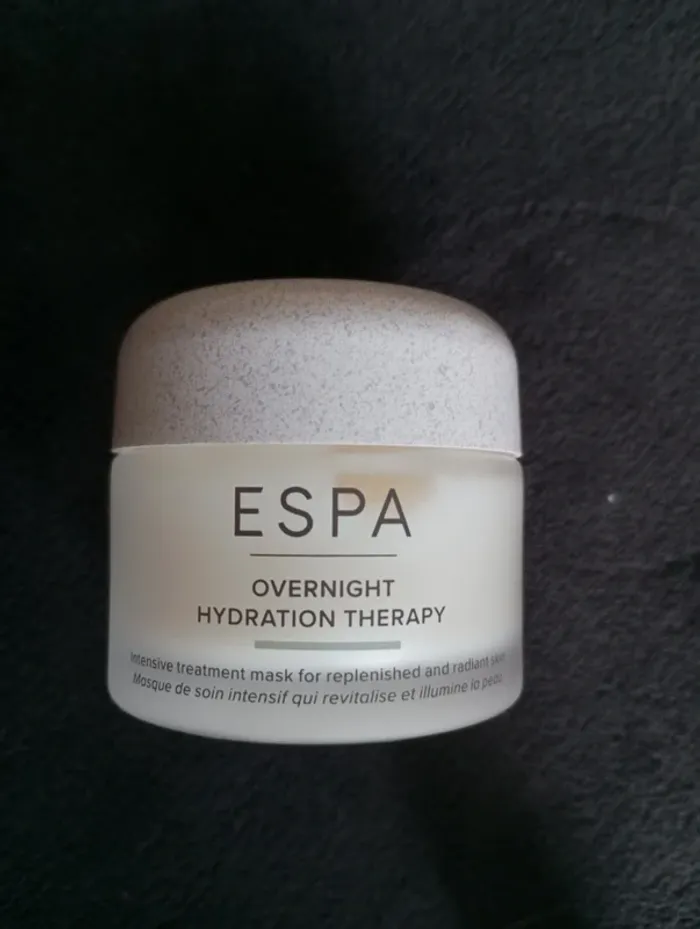 ESPA
OVERNIGHT
HYDRATION THERAPY
Intensive treatment mask for replenished and radiant skin
Masque de soin intensif qui revitalise et illumine la peau